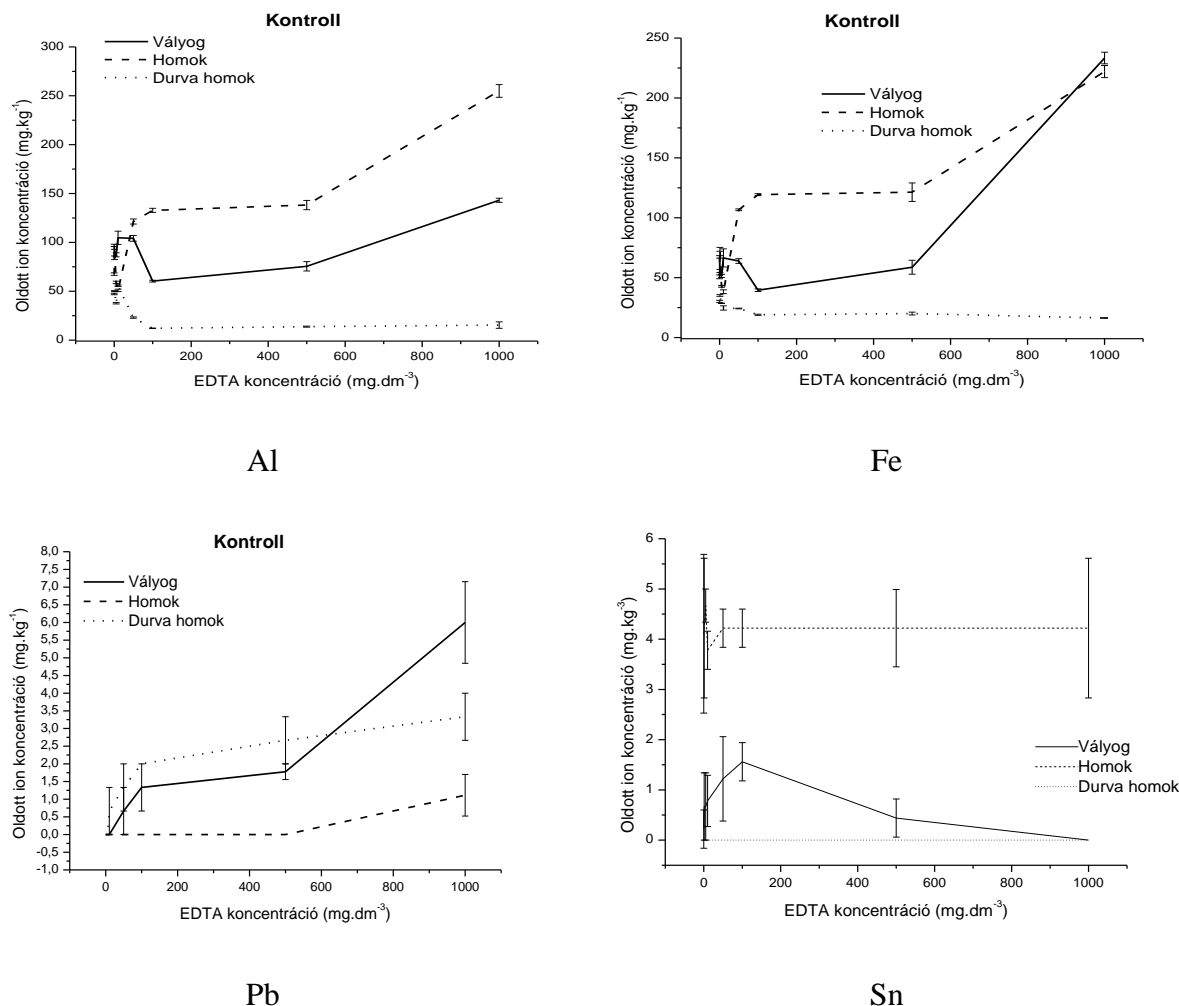 Kontroll
Vályog
Homok
Durva homok
300
250
200
150
100
50
0
Oldott ion koncentráció (mg.kg⁻¹)
0 200 400 600 800 1000
EDTA koncentráció (mg.dm⁻³)
Al
Kontroll
Vályog
Homok
Durva homok
250
200
150
100
50
0
Oldott ion koncentráció (mg.kg⁻¹)
0 200 400 600 800 1000
EDTA koncentráció (mg.dm⁻³)
Fe
Kontroll
Vályog
Homok
Durva homok
8,0
7,5
7,0
6,5
6,0
5,5
5,0
4,5
4,0
3,5
3,0
2,5
2,0
1,5
1,0
0,5
0,0
-0,5
-1,0
Oldott ion koncentráció (mg.kg⁻¹)
0 200 400 600 800 1000
EDTA koncentráció (mg.dm⁻³)
Pb
6
5
4
3
2
1
0
Oldott ion koncentráció (mg.kg⁻³)
Vályog
Homok
Durva homok
0 200 400 600 800 1000
EDTA koncentráció (mg.dm⁻³)
Sn